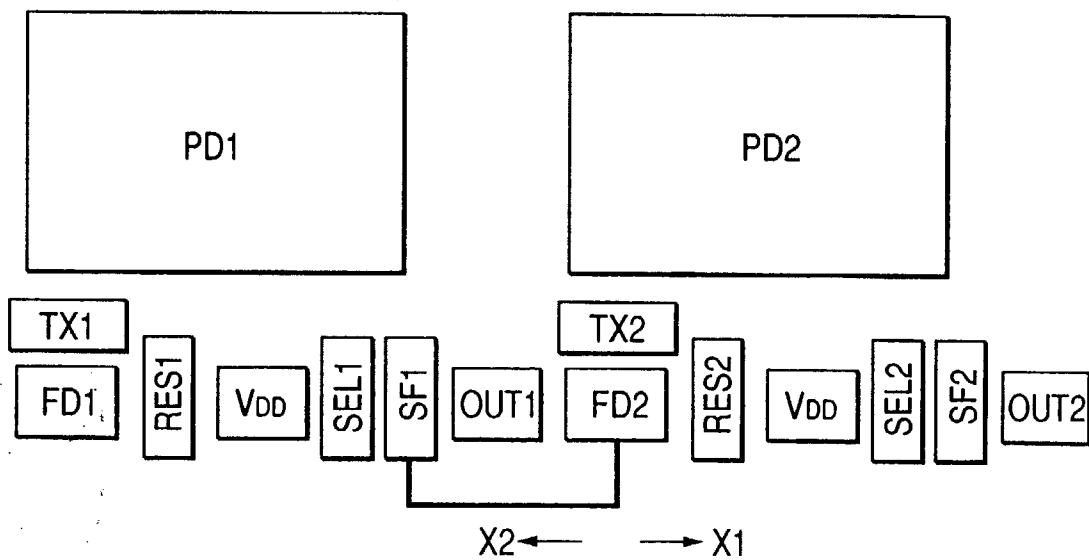 PD1
PD2
TX1
TX2
FD1
RES1
VDD
SEL1
SF1
OUT1
FD2
RES2
VDD
SEL2
SF2
OUT2
X2
X1